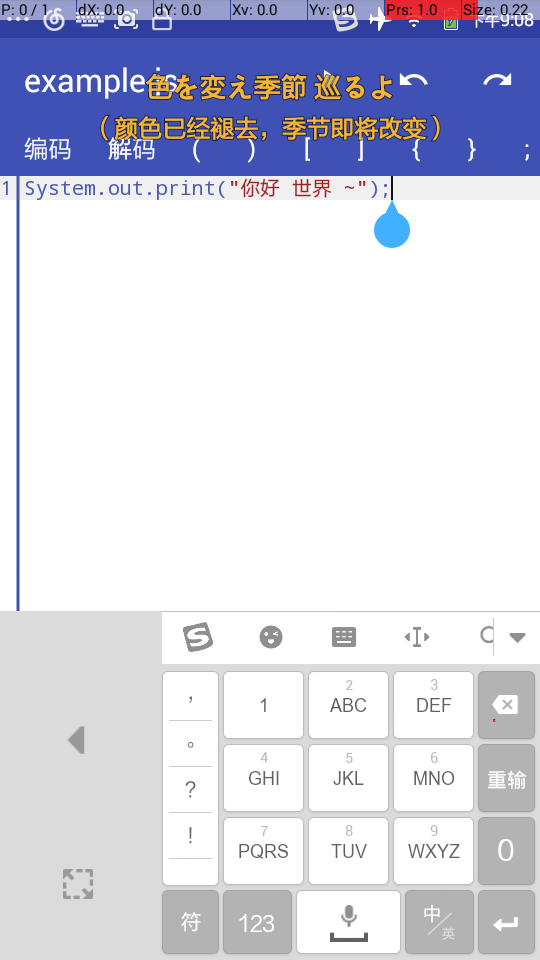 P: 0 / 1 dX: 0.0 dY: 0.0 Xv: 0.0 Yv: 0.0 Prs: 1.0 Size: 0.22
下午9:08
example.js
色を変え季節 巡るよ
（颜色已经褪去，季节即将改变）
编码 解码 ( ) [ ] { } ;
1 System.out.print("你好 世界 ~");
, 1 2 ABC 3 DEF
。 4 GHI 5 JKL 6 MNO 重输
? 7 PQRS 8 TUV 9 WXYZ 0
!
符 123 中/英